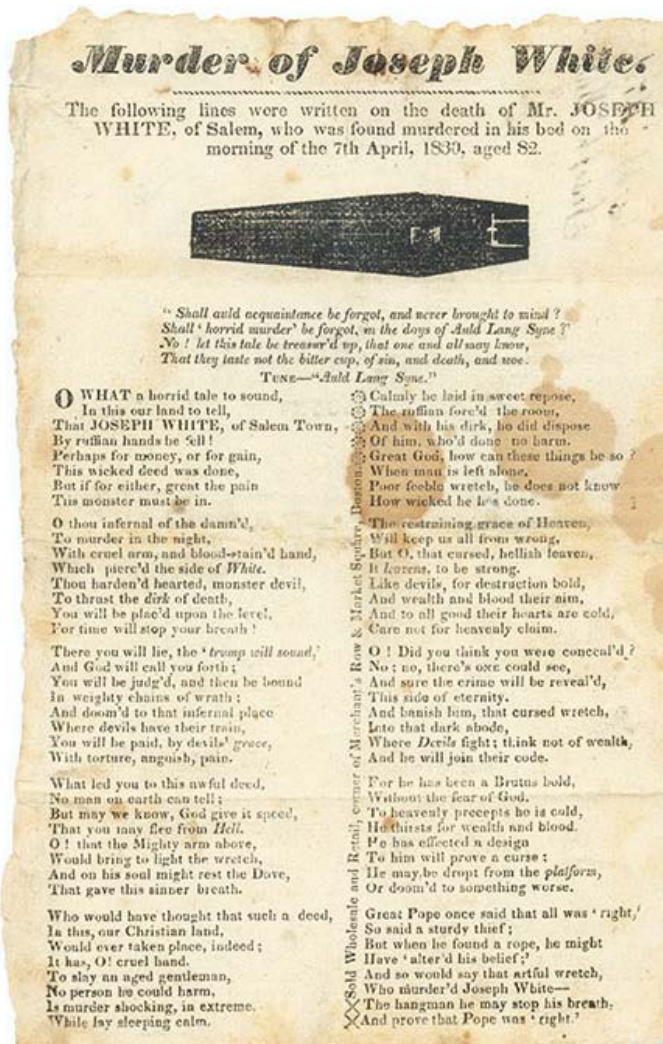 Murder of Joseph White.
The following lines were written on the death of Mr. JOSEPH
WHITE, of Salem, who was found murdered in his bed on the
morning of the 7th April, 1830, aged 82.
" Shall auld acquaintance be forgot, and never brought to mind ?
Shall ' horrid murder' be forgot, in the days of Auld Lang Syne ?'
No ! let this tale be treasur'd up, that one and all may know,
That they taste not the bitter cup, of sin, and death, and woe.
TUNE—"Auld Lang Syne."
O WHAT a horrid tale to sound,
In this our land to tell,
That JOSEPH WHITE, of Salem Town,
By ruffian hands he fell !
Perhaps for money, or for gain,
This wicked deed was done,
But if for either, great the pain
Tiis monster must be in.
O thou infernal of the damn'd,
To murder in the night,
With cruel arm, and blood-stain'd hand,
Which pierc'd the side of White.
Thou harden'd hearted, monster devil,
To thrust the dirk of death,
You will be plac'd upon the level,
For time will stop your breath !
There you will lie, the ' trump will sound,'
And God will call you forth ;
You will be judg'd, and then be bound
In weighty chains of wrath ;
And doom'd to that infernal place
Where devils have their train,
You will be paid, by devils' grace,
With torture, anguish, pain.
What led you to this awful deed,
No man on earth can tell ;
But may we know, God give it speed,
That you may flee from Hell.
O ! that the Mighty arm above,
Would bring to light the wretch,
And on his soul might rest the Dove,
That gave this sinner breath.
Who would have thought that such a deed,
In this, our Christian land,
Would ever taken place, indeed ;
It has, O! cruel hand.
To slay an aged gentleman,
No person he could harm,
Is murder shocking, in extreme,
While lay sleeping calm.
Sold Wholesale and Retail, corner of Merchant's Row & Market Square, Boston.
Calmly he laid in sweet repose,
The ruffian forc'd the room,
And with his dirk, he did dispose
Of him, who'd done no harm.
Great God, how can these things be so ?
When man is left alone.
Poor feeble wretch, he does not know
How wicked he has done.
The restraining grace of Heaven,
Will keep us all from wrong,
But O, that cursed, hellish leaven,
It leavens, to be strong.
Like devils, for destruction bold,
And wealth and blood their aim,
And to all good their hearts are cold,
Care not for heavenly claim.
O ! Did you think you were conceal'd ?
No ; no, there's one could see,
And sure the crime will be reveal'd,
This side of eternity.
And banish him, that cursed wretch,
Into that dark abode,
Where Devils fight ; think not of wealth,
And he will join their code.
For he has been a Brutus bold,
Without the fear of God.
To heavenly precepts he is cold,
He thirsts for wealth and blood.
He has effected a design
To him will prove a curse ;
He may be dropt from the platform,
Or doom'd to something worse.
Great Pope once said that all was ' right,'
So said a sturdy thief ;
But when he found a rope, he might
Have ' alter'd his belief ;'
And so would say that artful wretch,
Who murder'd Joseph White—
The hangman he may stop his breath,
And prove that Pope was ' right.'